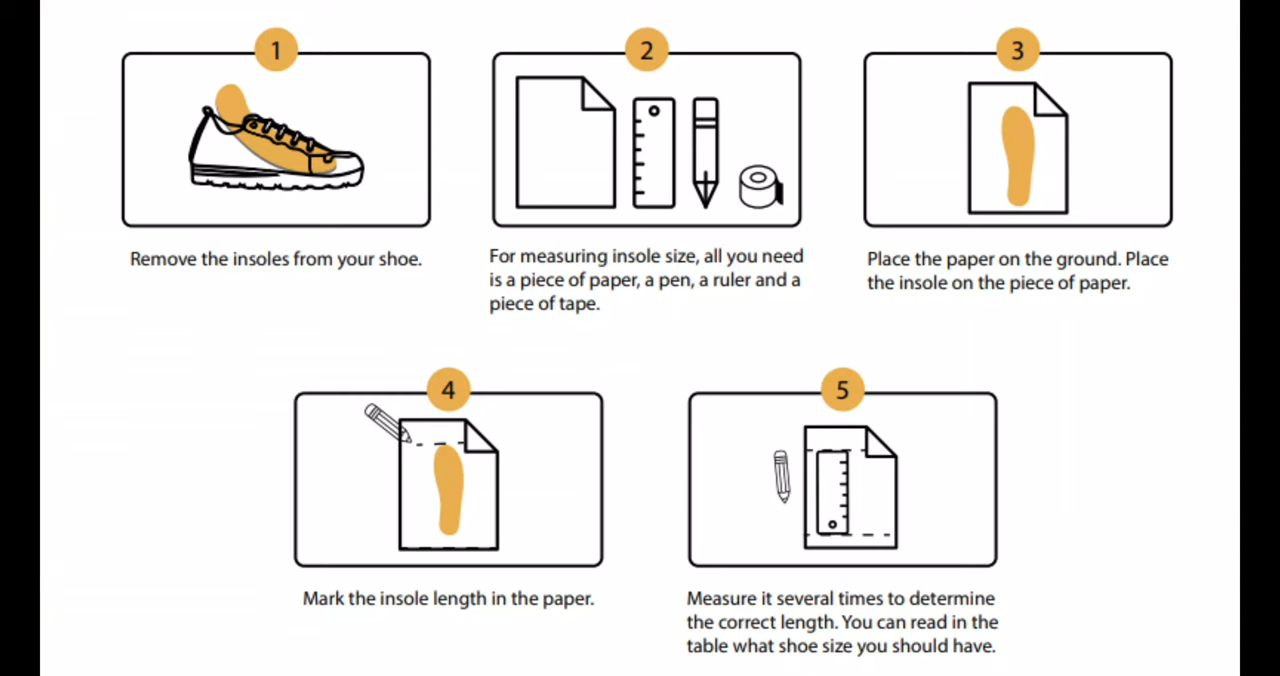 1
Remove the insoles from your shoe.
2
For measuring insole size, all you need
is a piece of paper, a pen, a ruler and a
piece of tape.
3
Place the paper on the ground. Place
the insole on the piece of paper.
4
Mark the insole length in the paper.
5
Measure it several times to determine
the correct length. You can read in the
table what shoe size you should have.